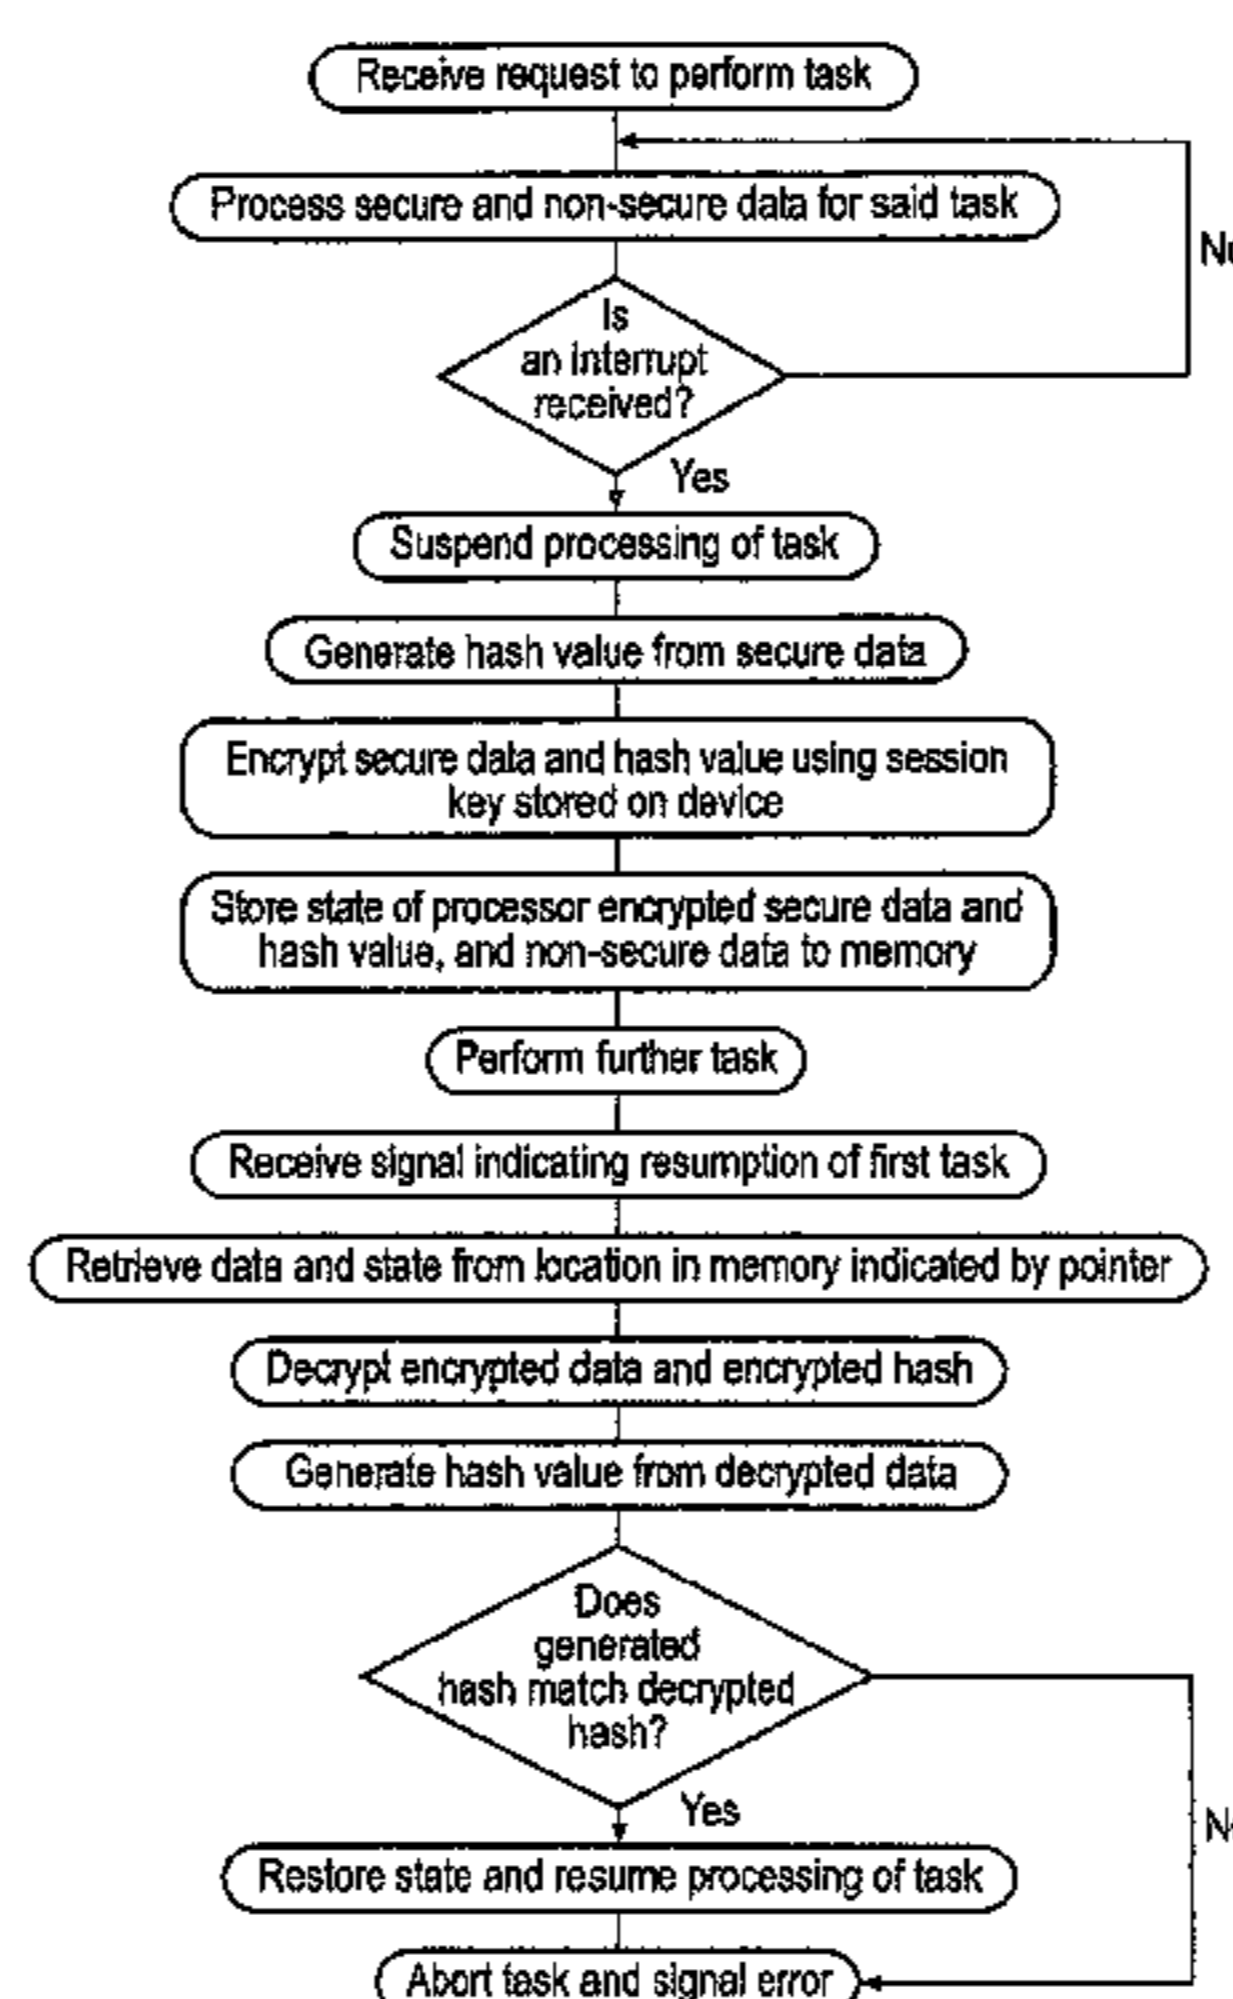 Receive request to perform task
Process secure and non-secure data for said task
Is
an interrupt
received?
Yes
Suspend processing of task
Generate hash value from secure data
Encrypt secure data and hash value using session
key stored on device
Store state of processor encrypted secure data and
hash value, and non-secure data to memory
Perform further task
Receive signal indicating resumption of first task
Retrieve data and state from location in memory indicated by pointer
Decrypt encrypted data and encrypted hash
Generate hash value from decrypted data
Does
generated
hash match decrypted
hash?
Yes
Restore state and resume processing of task
Abort task and signal error